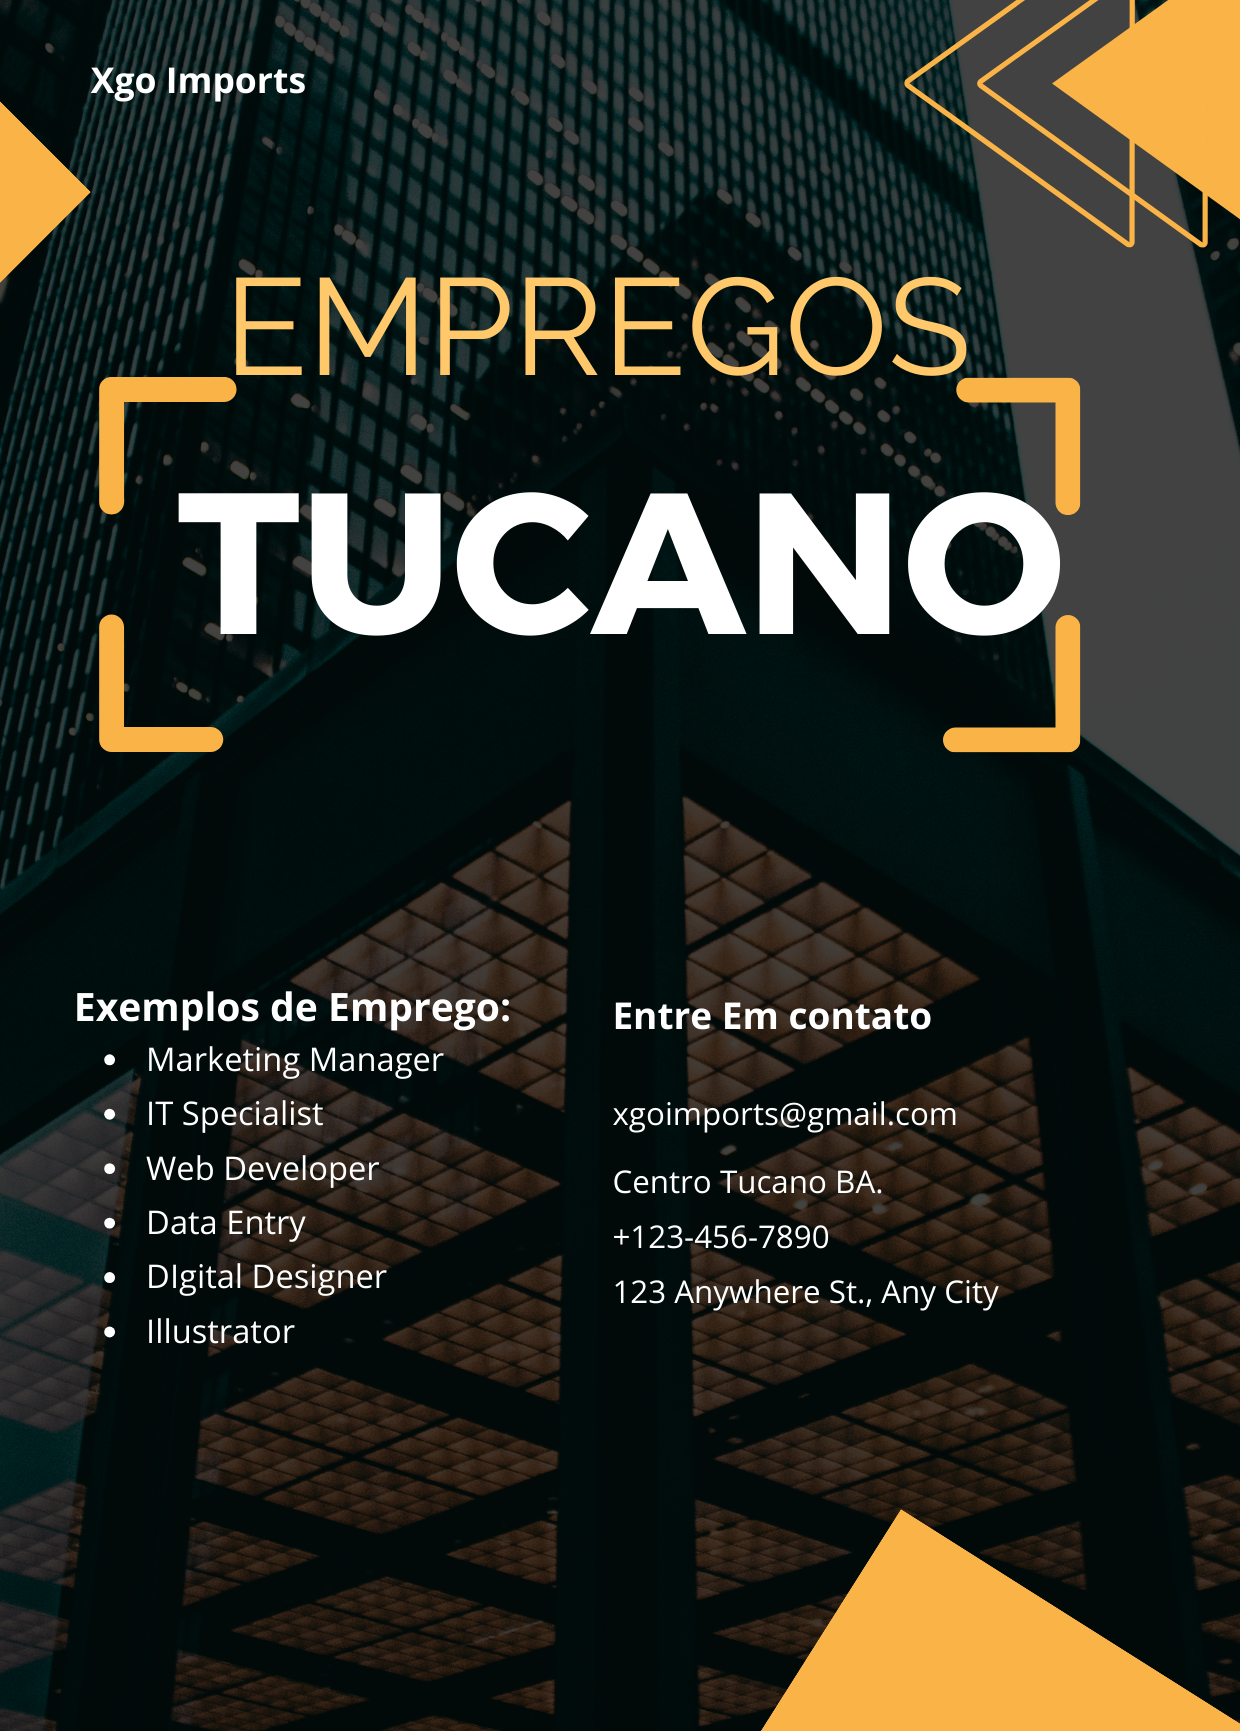 Xgo Imports
EMPREGOS
TUCANO
Exemplos de Emprego:
• Marketing Manager
• IT Specialist
• Web Developer
• Data Entry
• DIgital Designer
• Illustrator
Entre Em contato
xgoimports@gmail.com
Centro Tucano BA.
+123-456-7890
123 Anywhere St., Any City